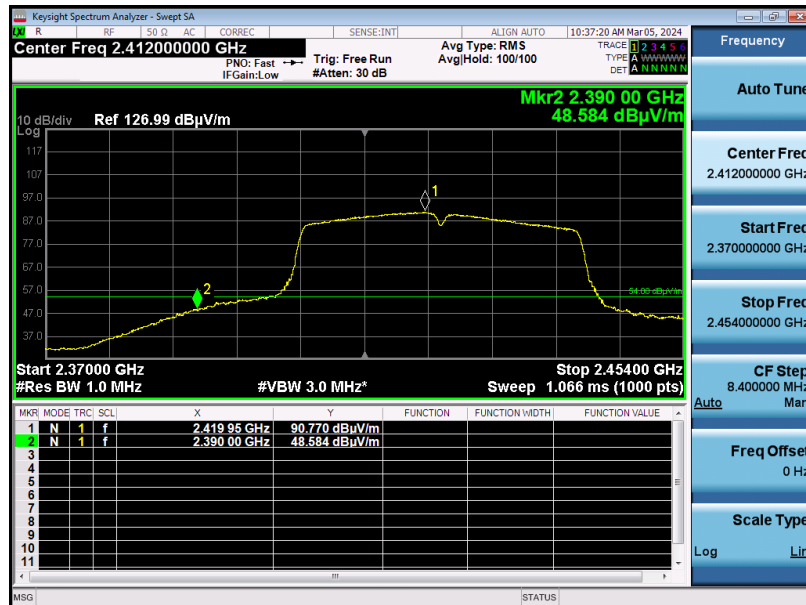 Keysight Spectrum Analyzer - Swept SA
LXI R RF 50 Ω AC CORREC SENSE:INT ALIGN AUTO 10:37:20 AM Mar 05, 2024
Center Freq 2.412000000 GHz
PNO: Fast
IFGain:Low
Trig: Free Run
#Atten: 30 dB
Avg Type: RMS
Avg|Hold: 100/100
TRACE 1 2 3 4 5 6
TYPE A WWWWW
DET A N N N N N
Mkr2 2.390 00 GHz
48.584 dBµV/m
10 dB/div
Log
Ref 126.99 dBµV/m
117
107
97.0
87.0
77.0
67.0
57.0
47.0
37.0
1
2
54.00 dBµV/m
Start 2.37000 GHz
Stop 2.45400 GHz
#Res BW 1.0 MHz
#VBW 3.0 MHz*
Sweep 1.066 ms (1000 pts)
MKR MODE TRC SCL X Y FUNCTION FUNCTION WIDTH FUNCTION VALUE
1 N 1 f 2.419 95 GHz 90.770 dBµV/m
2 N 1 f 2.390 00 GHz 48.584 dBµV/m
3
4
5
6
7
8
9
10
11
MSG
STATUS
Frequency
Auto Tune
Center Freq
2.412000000 GHz
Start Freq
2.370000000 GHz
Stop Freq
2.454000000 GHz
CF Step
8.400000 MHz
Auto Man
Freq Offset
0 Hz
Scale Type
Log Lin